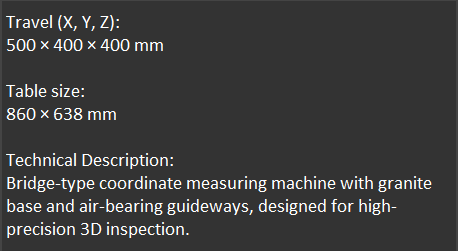 Travel (X, Y, Z):
500 × 400 × 400 mm
Table size:
860 × 638 mm
Technical Description:
Bridge-type coordinate measuring machine with granite
base and air-bearing guideways, designed for high-
precision 3D inspection.